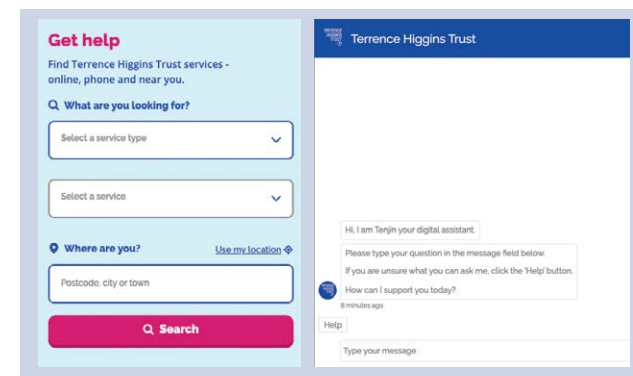 Get help
Find Terrence Higgins Trust services -
online, phone and near you.
What are you looking for?
Select a service type
Select a service
Where are you?
Use my location
Postcode, city or town
Search
Terrence Higgins Trust
Hi, I am Tenjin your digital assistant.
Please type your question in the message field below.
If you are unsure what you can ask me, click the 'Help' button.
How can I support you today?
8 minutes ago
Help
Type your message